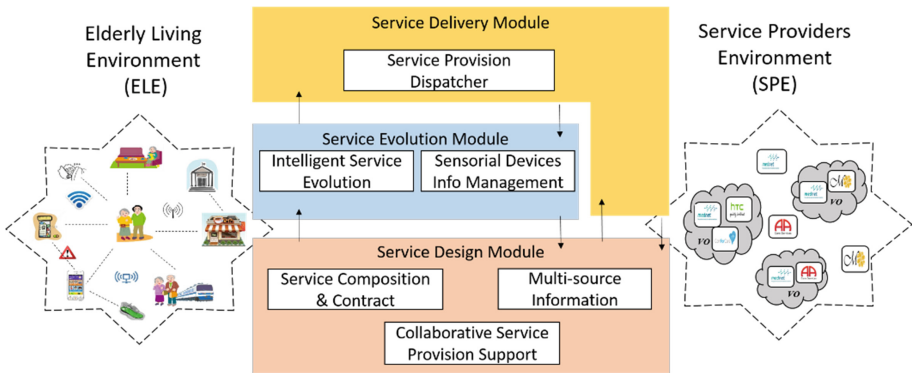 Elderly Living
Environment
(ELE)
Service Delivery Module
Service Provision
Dispatcher
Service Evolution Module
Intelligent Service
Evolution
Sensorial Devices
Info Management
Service Design Module
Service Composition
& Contract
Multi-source
Information
Collaborative Service
Provision Support
Service Providers
Environment
(SPE)
VO
VO
VO
AA
AA